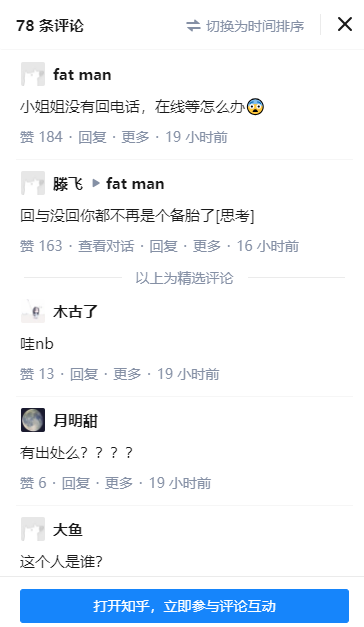 78 条评论
切换为时间排序
fat man
小姐姐没有回电话，在线等怎么办😨
赞 184 · 回复 · 更多 · 19 小时前
滕飞 ▶ fat man
回与没回你都不再是个备胎了[思考]
赞 163 · 查看对话 · 回复 · 更多 · 16 小时前
以上为精选评论
木古了
哇nb
赞 13 · 回复 · 更多 · 19 小时前
月明甜
有出处么？？？？
赞 6 · 回复 · 更多 · 19 小时前
大鱼
这个人是谁?
打开知乎，立即参与评论互动